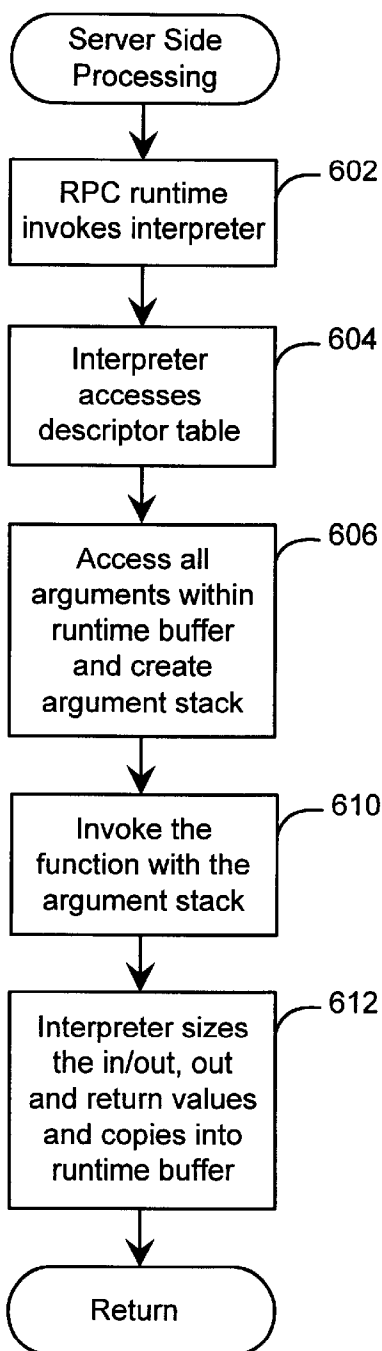 Server Side
Processing
602
RPC runtime
invokes interpreter
604
Interpreter
accesses
descriptor table
606
Access all
arguments within
runtime buffer
and create
argument stack
610
Invoke the
function with the
argument stack
612
Interpreter sizes
the in/out, out
and return values
and copies into
runtime buffer
Return